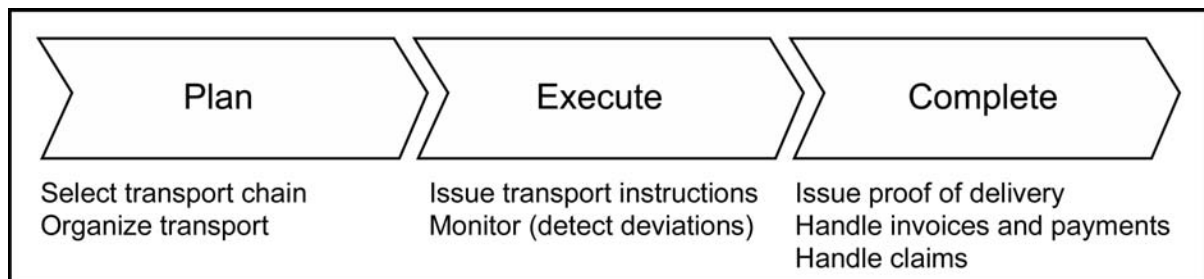 Plan
Execute
Complete
Select transport chain
Organize transport
Issue transport instructions
Monitor (detect deviations)
Issue proof of delivery
Handle invoices and payments
Handle claims